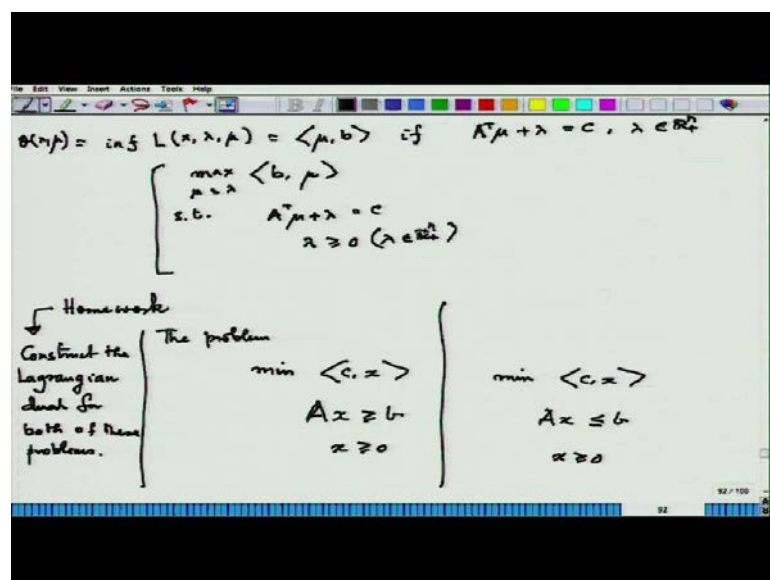 File Edit View Insert Actions Tools Help
θ(λ,μ) = inf L(x, λ, μ) = <μ, b> if Aᵀμ + λ = c, λ ∈ ℝⁿ₊
max <b, μ>
μ, λ
s.t. Aᵀμ + λ = c
λ ≥ 0 (λ ∈ ℝⁿ₊)
Homework
Construct the
Lagrangian
dual for
both of these
problems.
The problem
min <c, x>
Ax ≥ b
x ≥ 0
min <c, x>
Ax ≤ b
x ≥ 0
92 / 100
92